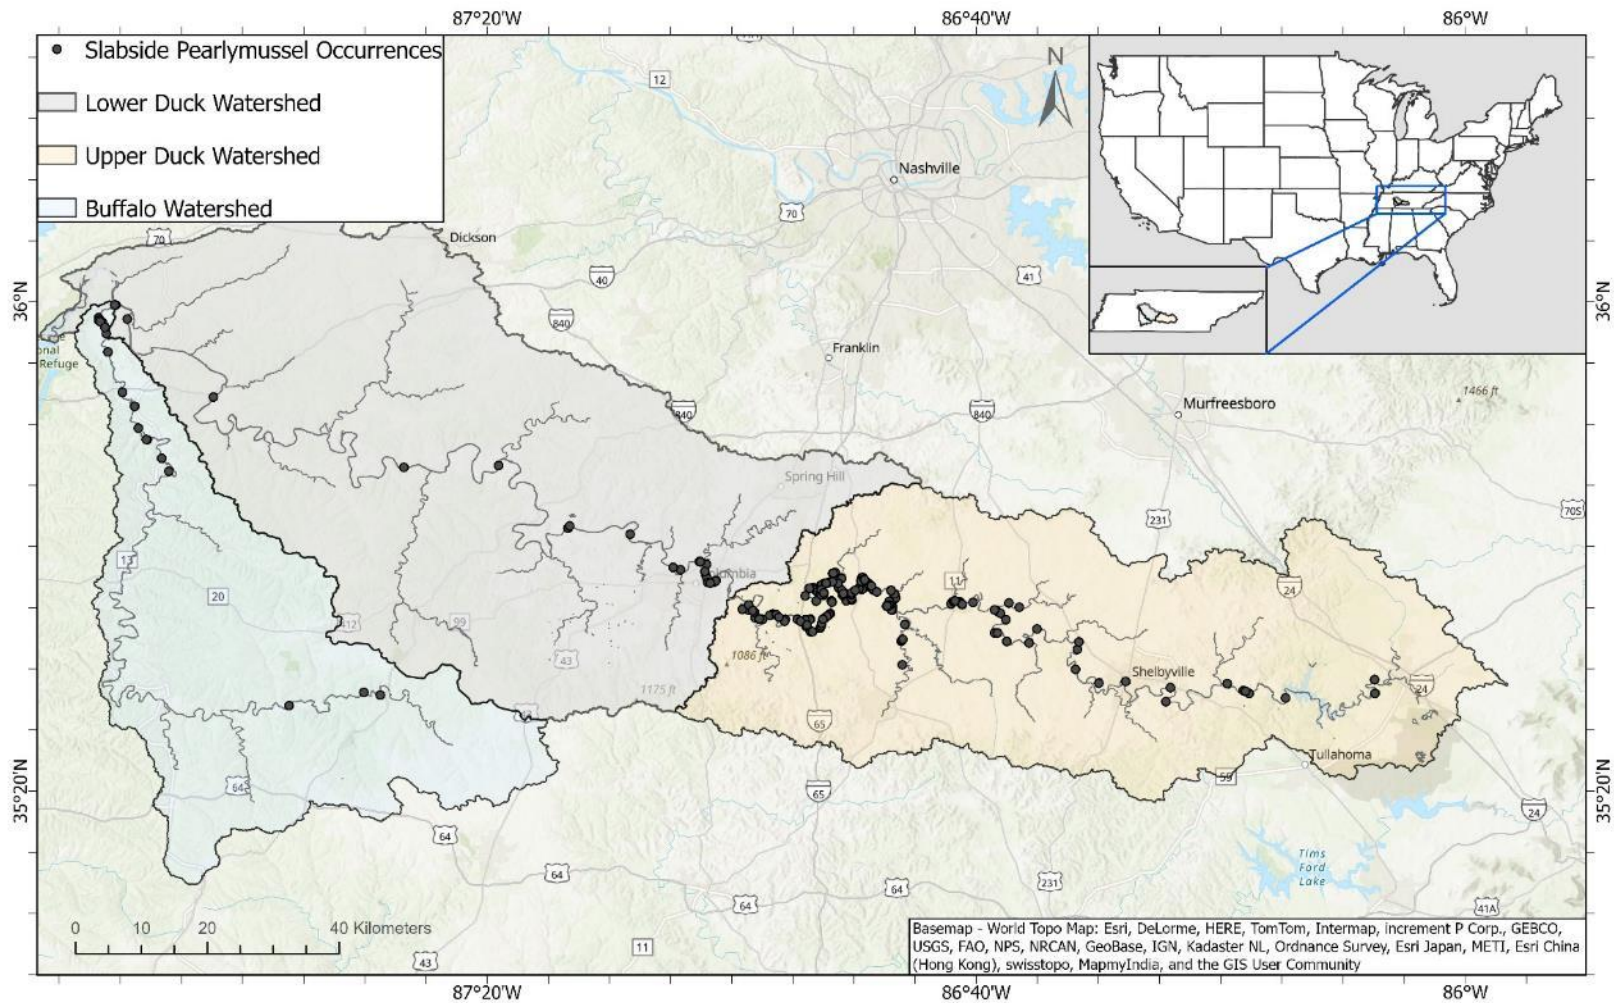 87°20'W
86°40'W
86°W
Slabside Pearlymussel Occurrences
Lower Duck Watershed
Upper Duck Watershed
Buffalo Watershed
N
12
Nashville
70
70
Dickson
40
41
36°N
36°N
840
onal
Refuge
Franklin
840
840
1466 ft
Murfreesboro
Spring Hill
231
70S
13
20
11
24
412
99
43
1086 ft
1175 ft
Shelbyville
24
65
Tullahoma
64
65
55
35°20'N
35°20'N
24
64
64
64
64
231
Tims
Ford
Lake
41A
0 10 20 40 Kilometers
11
43
Basemap - World Topo Map: Esri, DeLorme, HERE, TomTom, Intermap, increment P Corp., GEBCO,
USGS, FAO, NPS, NRCAN, GeoBase, IGN, Kadaster NL, Ordnance Survey, Esri Japan, METI, Esri China
(Hong Kong), swisstopo, MapmyIndia, and the GIS User Community
87°20'W
86°40'W
86°W